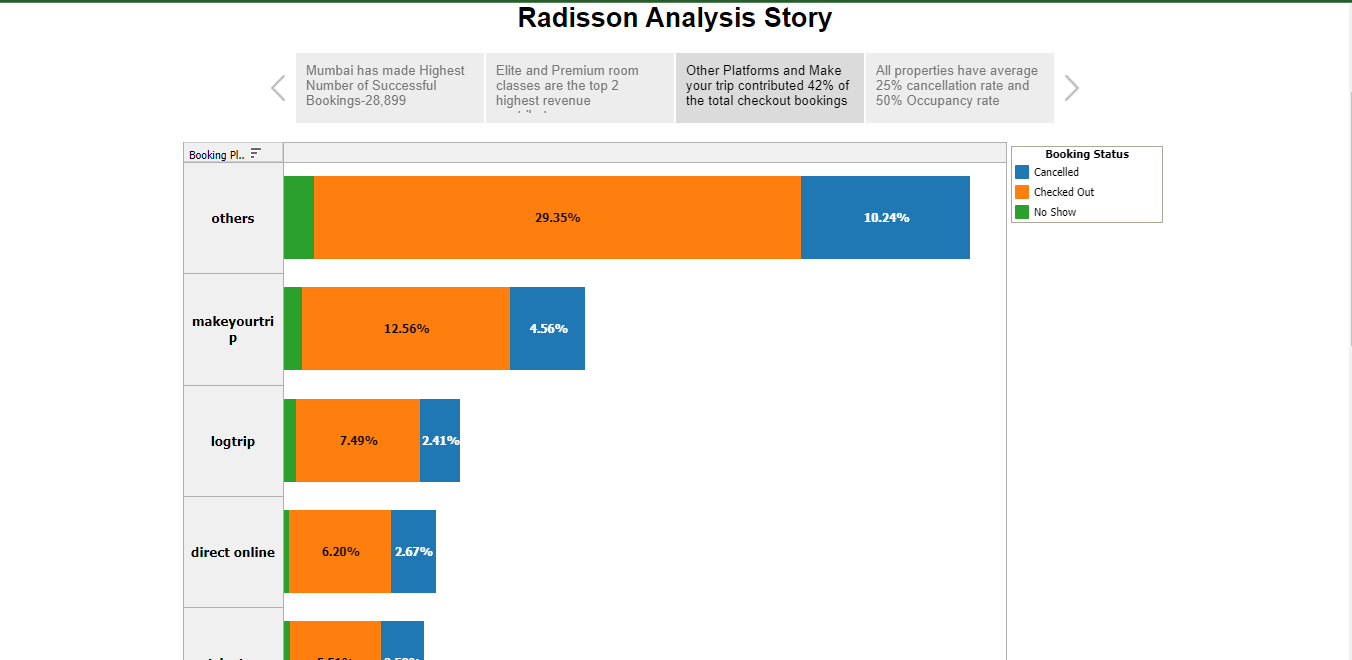 Radisson Analysis Story
Mumbai has made Highest
Number of Successful
Bookings-28,899
Elite and Premium room
classes are the top 2
highest revenue
Other Platforms and Make
your trip contributed 42% of
the total checkout bookings
All properties have average
25% cancellation rate and
50% Occupancy rate
Booking Pl..
Booking Status
Cancelled
Checked Out
No Show
others
29.35%
10.24%
makeyourtri
p
12.56%
4.56%
logtrip
7.49%
2.41%
direct online
6.20%
2.67%